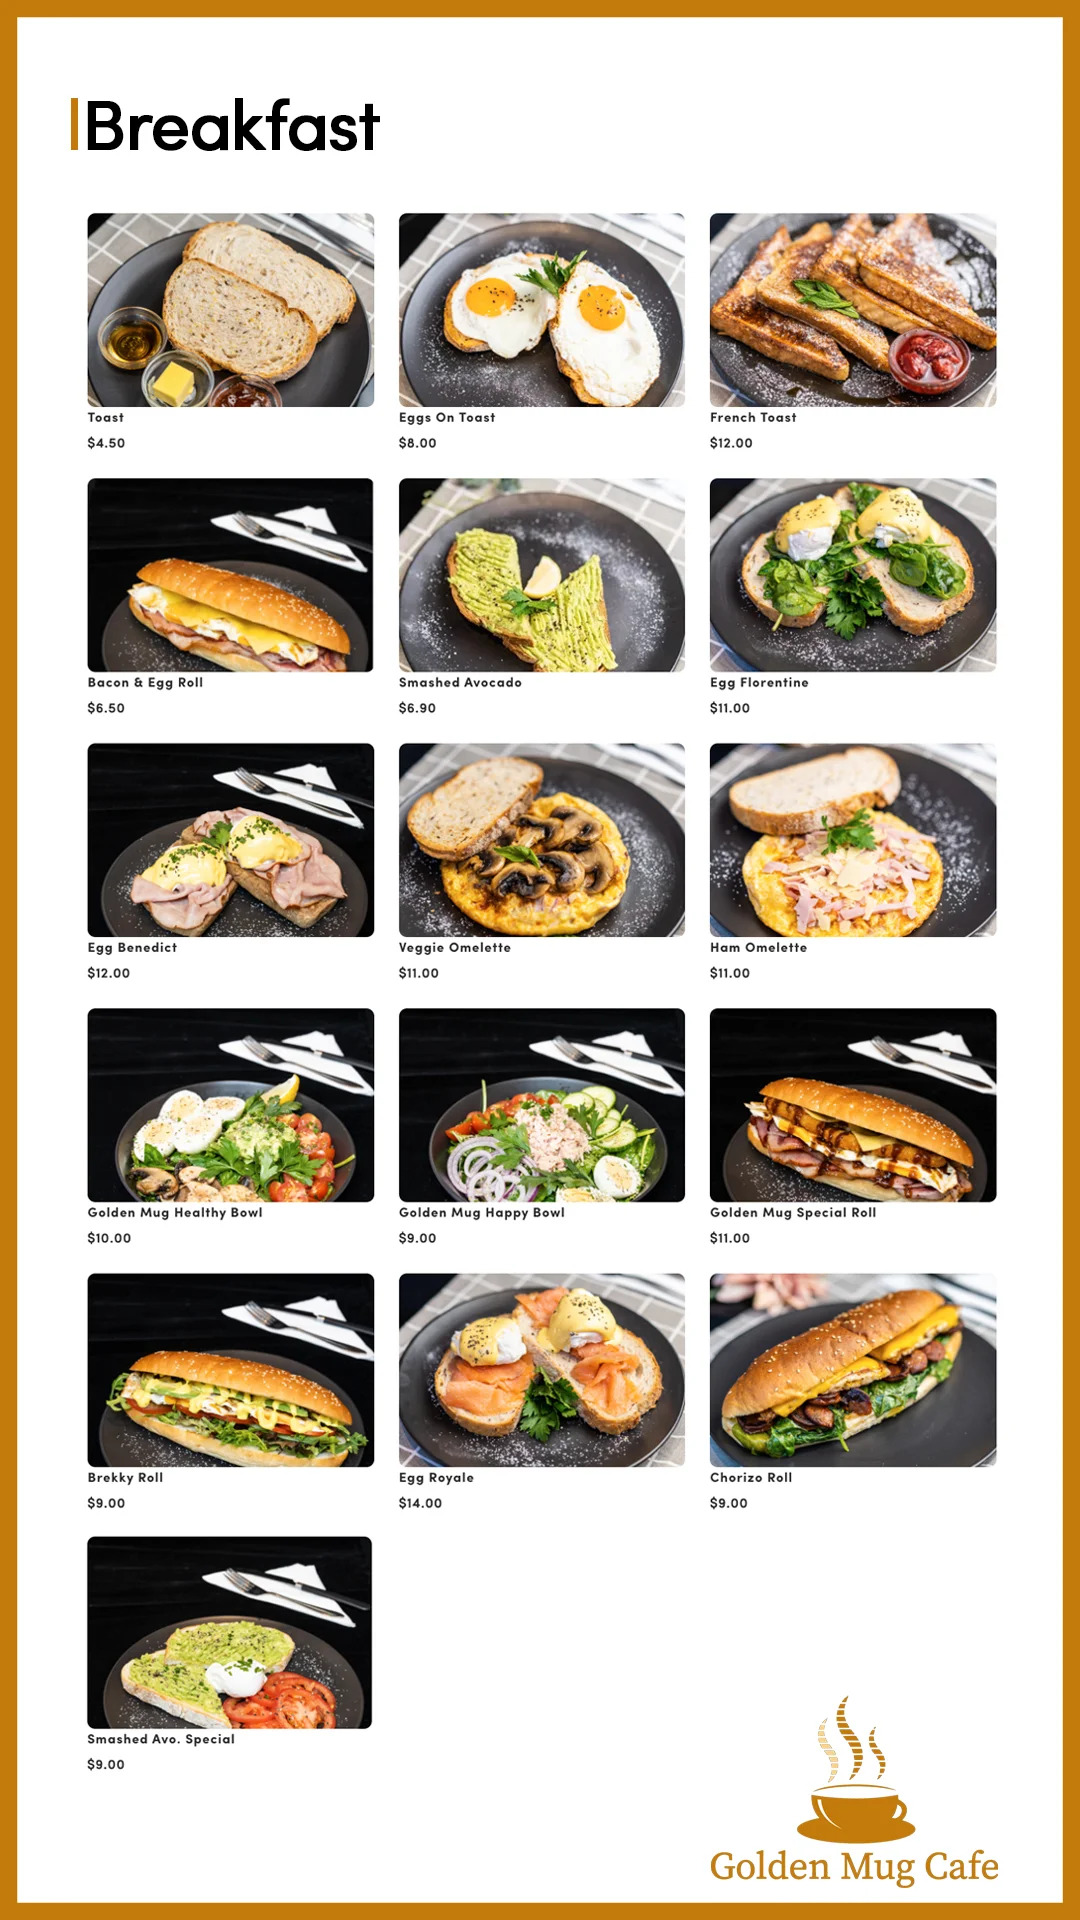 Breakfast
Toast
$4.50
Eggs On Toast
$8.00
French Toast
$12.00
Bacon & Egg Roll
$6.50
Smashed Avocado
$6.90
Egg Florentine
$11.00
Egg Benedict
$12.00
Veggie Omelette
$11.00
Ham Omelette
$11.00
Golden Mug Healthy Bowl
$10.00
Golden Mug Happy Bowl
$9.00
Golden Mug Special Roll
$11.00
Brekky Roll
$9.00
Egg Royale
$14.00
Chorizo Roll
$9.00
Smashed Avo. Special
$9.00
Golden Mug Cafe